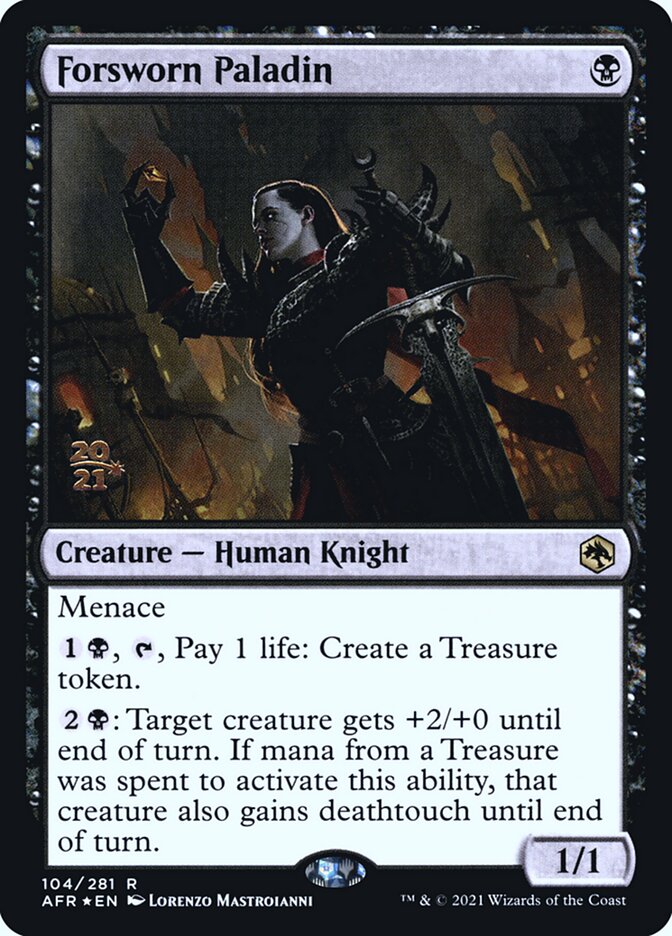 Forsworn Paladin
20
21
Creature — Human Knight
Menace
1 , , Pay 1 life: Create a Treasure
token.
2 : Target creature gets +2/+0 until
end of turn. If mana from a Treasure
was spent to activate this ability, that
creature also gains deathtouch until end
of turn.
1/1
104/281 R
AFR ★ EN Lorenzo Mastroianni
™ & © 2021 Wizards of the Coast